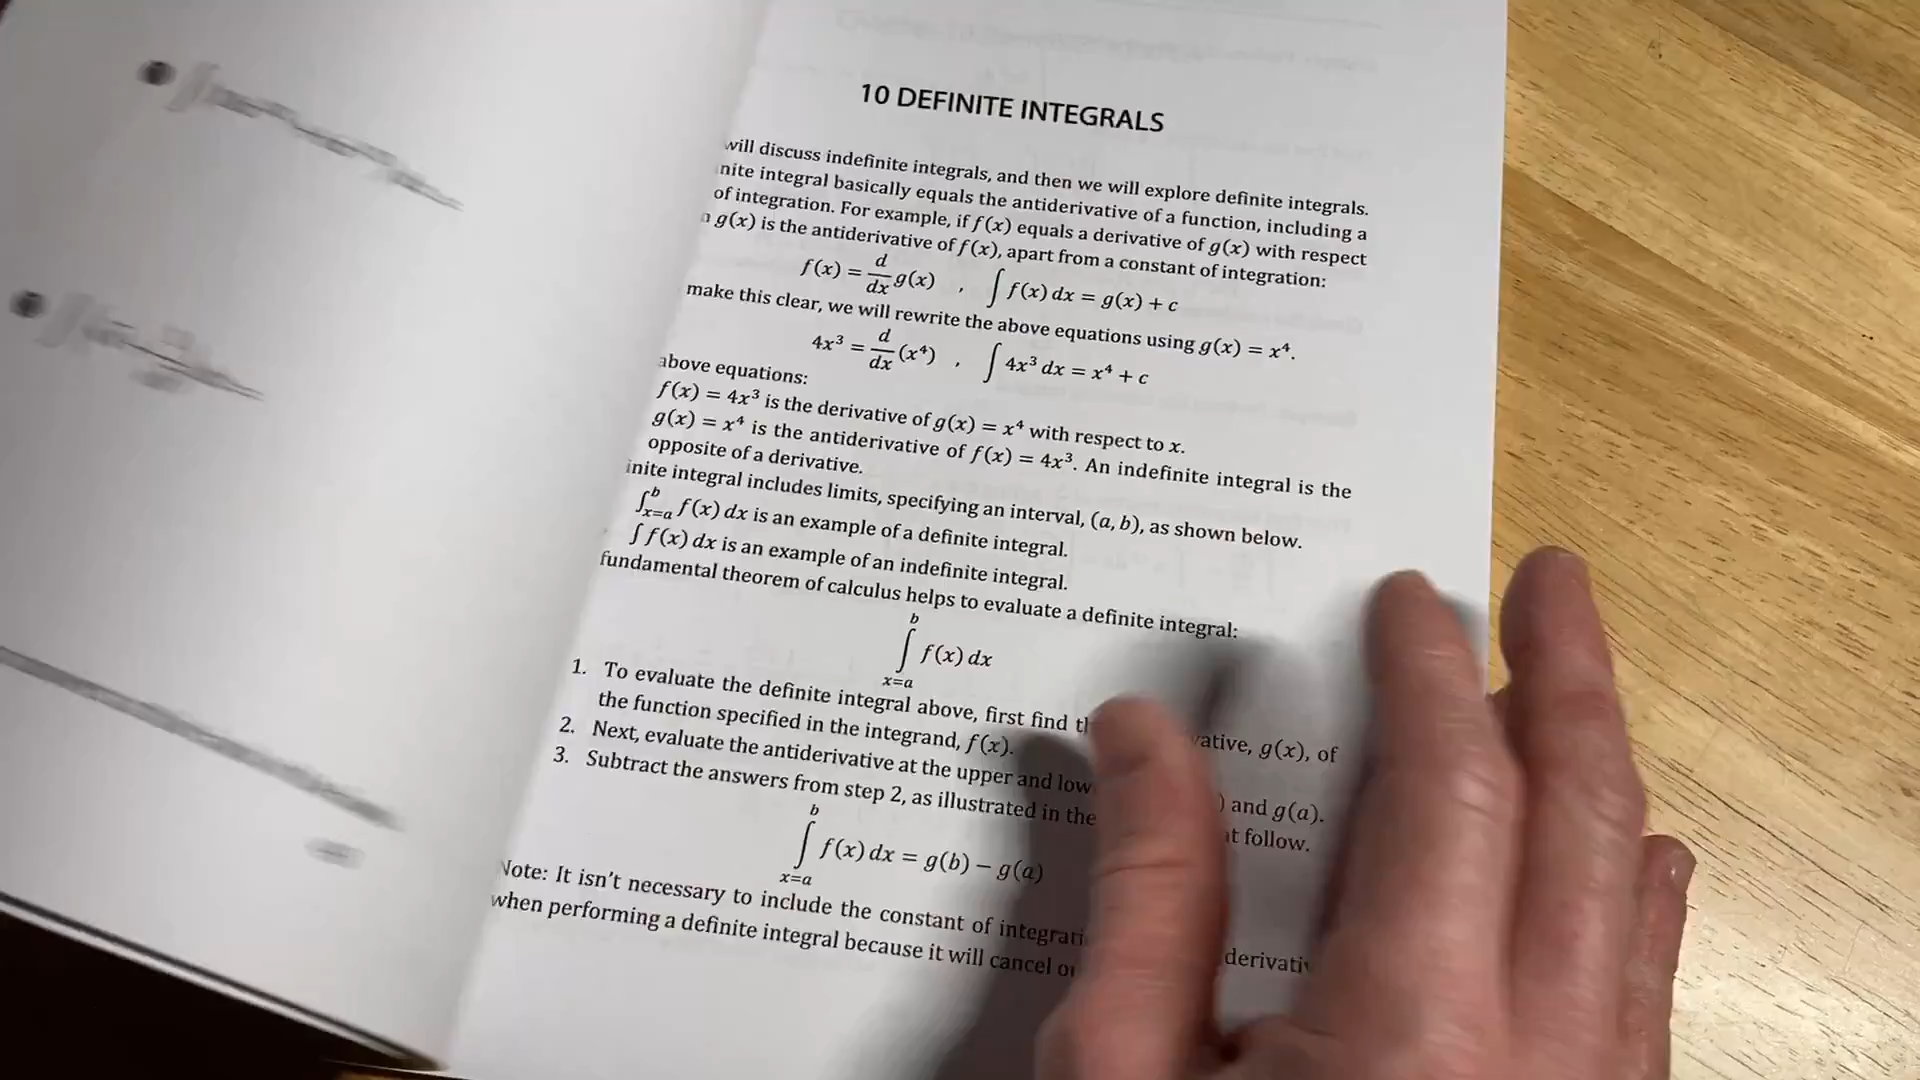 10 DEFINITE INTEGRALS
will discuss indefinite integrals, and then we will explore definite integrals.
nite integral basically equals the antiderivative of a function, including a
of integration. For example, if f(x) equals a derivative of g(x) with respect
g(x) is the antiderivative of f(x), apart from a constant of integration:
f(x) = d/dx g(x) , ∫ f(x) dx = g(x) + c
make this clear, we will rewrite the above equations using g(x) = x⁴.
4x³ = d/dx (x⁴) , ∫ 4x³ dx = x⁴ + c
above equations:
f(x) = 4x³ is the derivative of g(x) = x⁴ with respect to x.
g(x) = x⁴ is the antiderivative of f(x) = 4x³. An indefinite integral is the
opposite of a derivative.
inite integral includes limits, specifying an interval, (a, b), as shown below.
∫_{x=a}^{b} f(x) dx is an example of a definite integral.
∫ f(x) dx is an example of an indefinite integral.
fundamental theorem of calculus helps to evaluate a definite integral:
∫_{x=a}^{b} f(x) dx
1. To evaluate the definite integral above, first find th vative, g(x), of
the function specified in the integrand, f(x).
2. Next, evaluate the antiderivative at the upper and low ) and g(a).
3. Subtract the answers from step 2, as illustrated in the at follow.
∫_{x=a}^{b} f(x) dx = g(b) − g(a)
Note: It isn't necessary to include the constant of integrati derivativ
when performing a definite integral because it will cancel ou